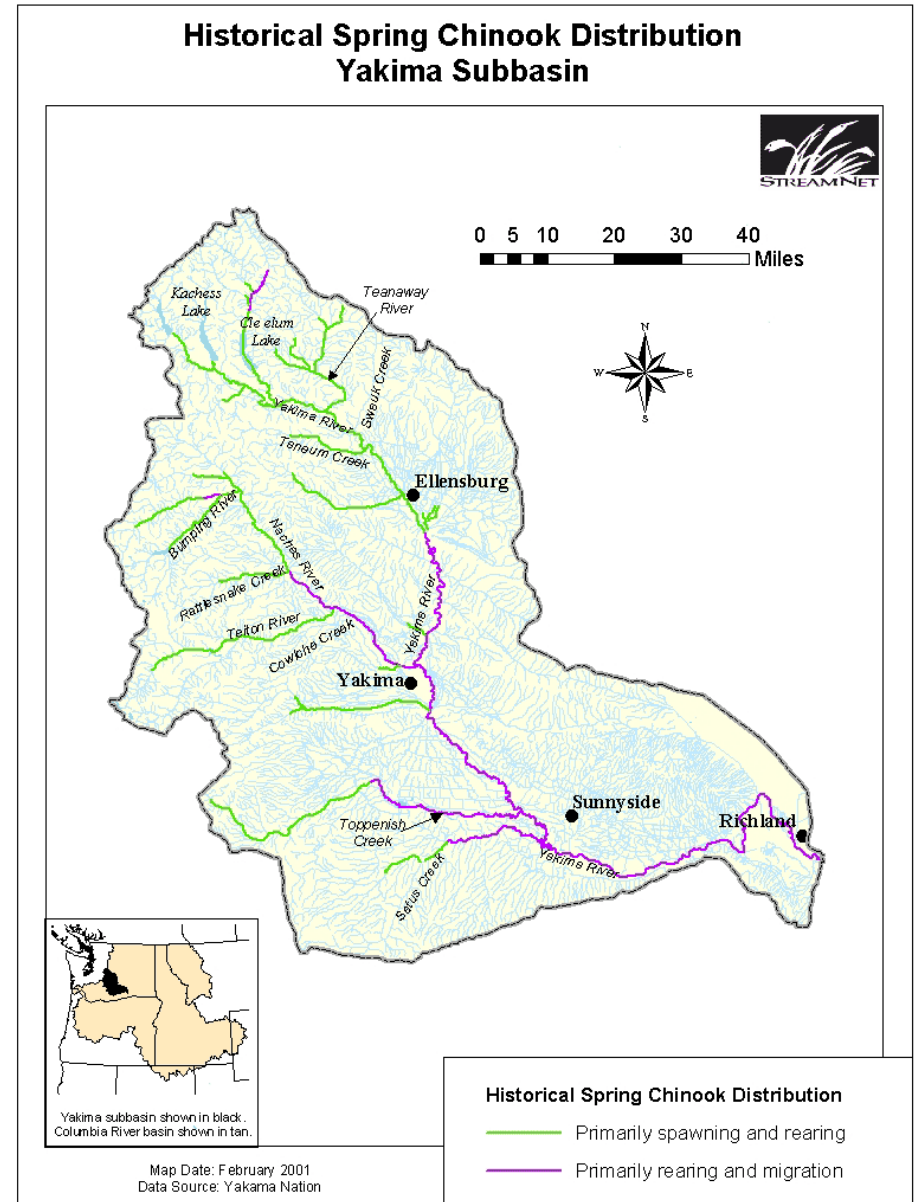 Historical Spring Chinook Distribution
Yakima Subbasin
STREAMNET
0 5 10 20 30 40
Miles
Kachess
Lake
Cle elum
Lake
Teanaway
River
Swauk Creek
N
W
E
S
Yakima River
Taneum Creek
Ellensburg
Bumping River
Naches River
Rattlesnake Creek
Yakima River
Teiton River
Cowiche Creek
Yakima
Sunnyside
Richland
Toppenish
Creek
Yakima River
Satus Creek
Yakima subbasin shown in black.
Columbia River basin shown in tan.
Historical Spring Chinook Distribution
Primarily spawning and rearing
Primarily rearing and migration
Map Date: February 2001
Data Source: Yakama Nation